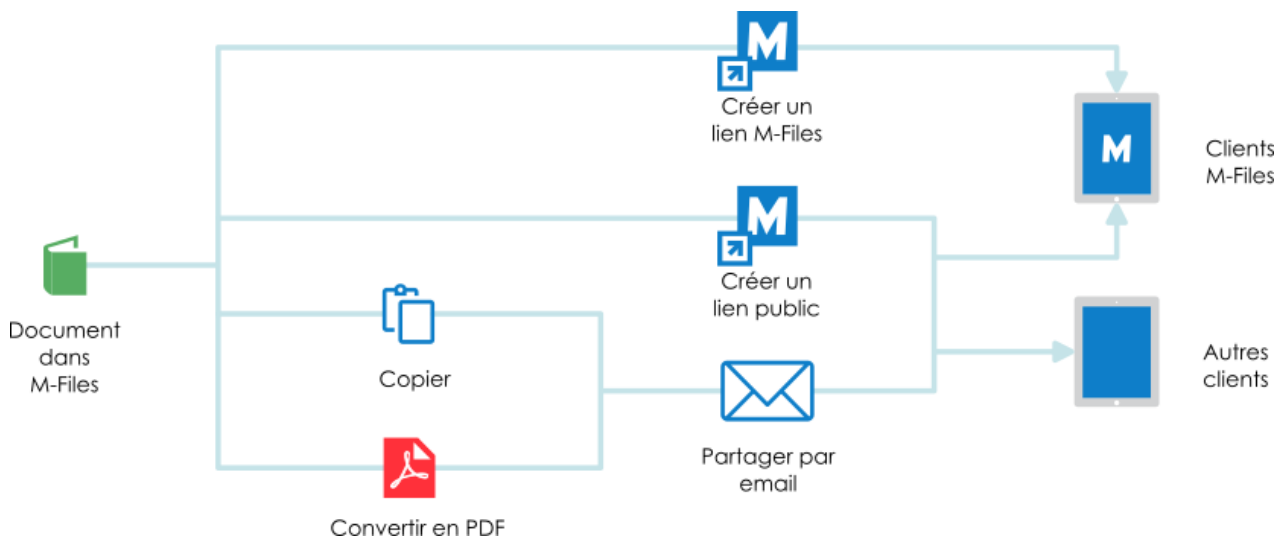 M
Créer un
lien M-Files
M
Clients
M-Files
M
Créer un
lien public
Document
dans
M-Files
Copier
Autres
clients
Partager par
email
Convertir en PDF